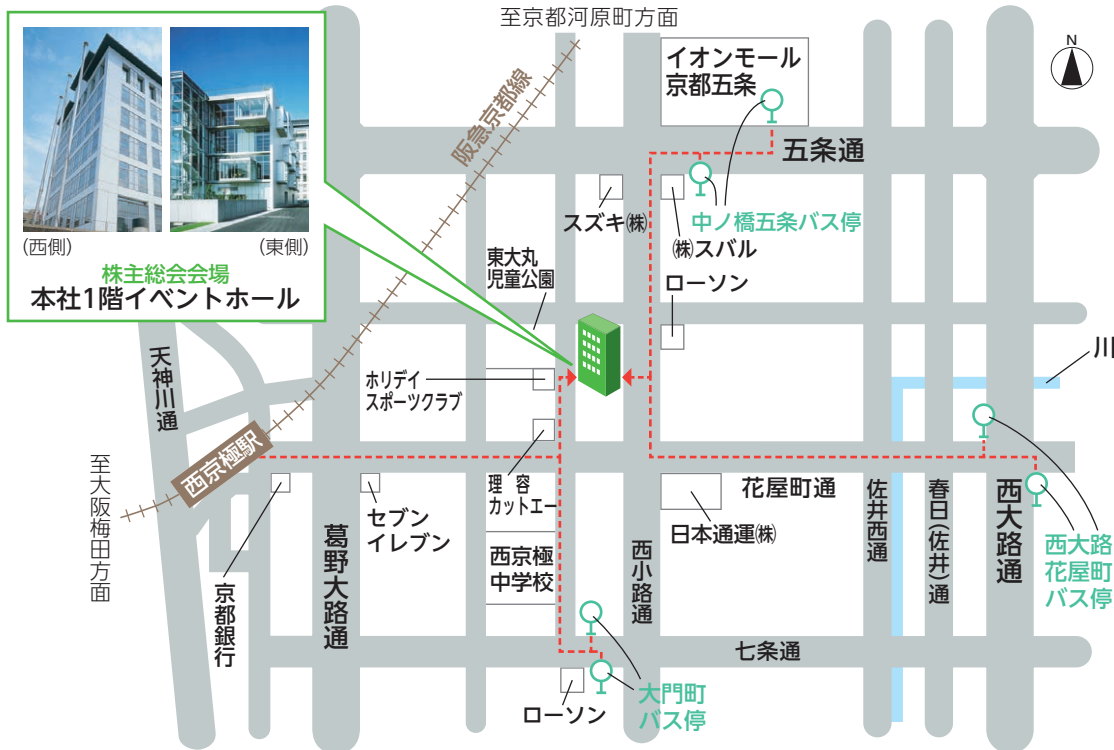 至京都河原町方面
N
イオンモール
京都五条
阪急京都線
五条通
スズキ㈱
中ノ橋五条バス停
㈱スバル
(西側)
(東側)
株主総会会場
本社1階イベントホール
東大丸
児童公園
ローソン
川
天神川通
ホリデイ
スポーツクラブ
西京極駅
至大阪梅田方面
理 容
カットエー
セブン
イレブン
花屋町通
日本通運㈱
佐井西通
春日(佐井)通
西大路通
西大路
花屋町
バス停
京都銀行
葛野大路通
西京極
中学校
西小路通
七条通
ローソン
大門町
バス停